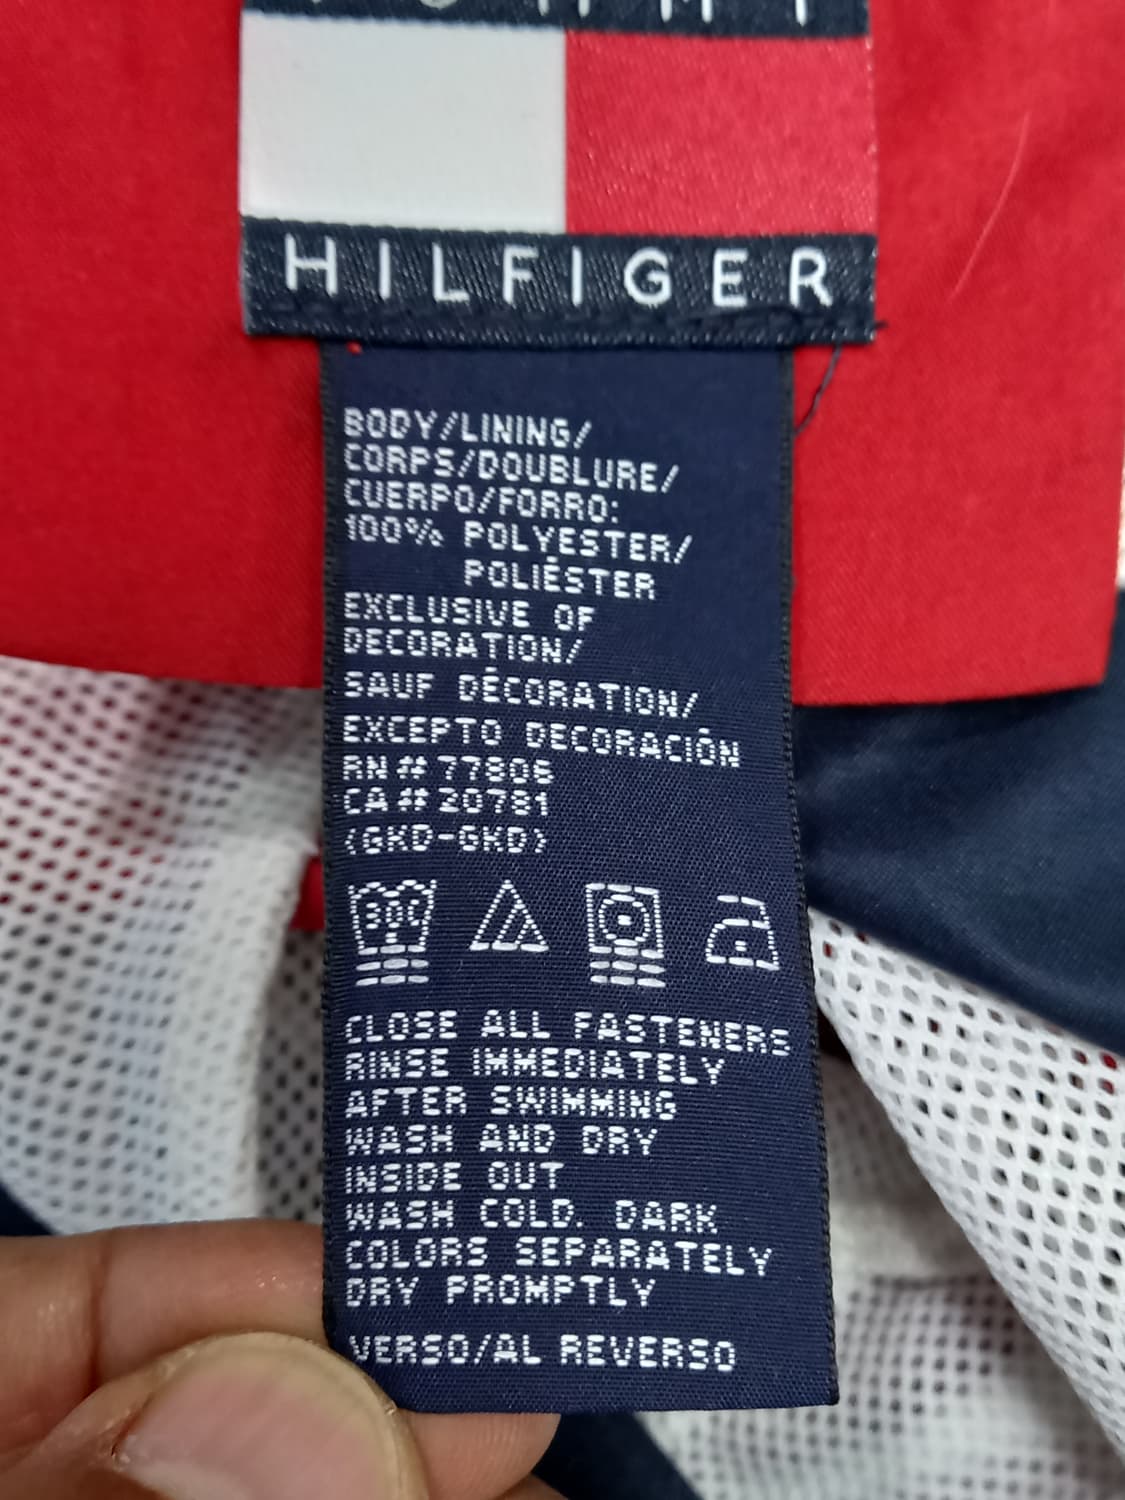 TOMMY
HILFIGER
BODY/LINING/
CORPS/DOUBLURE/
CUERPO/FORRO:
100% POLYESTER/
POLIÉSTER
EXCLUSIVE OF
DECORATION/
SAUF DÉCORATION/
EXCEPTO DECORACIÓN
RN # 77806
CA # 20781
(GKD-GKD)
30C
CLOSE ALL FASTENERS
RINSE IMMEDIATELY
AFTER SWIMMING
WASH AND DRY
INSIDE OUT
WASH COLD. DARK
COLORS SEPARATELY
DRY PROMPTLY
VERSO/AL REVERSO